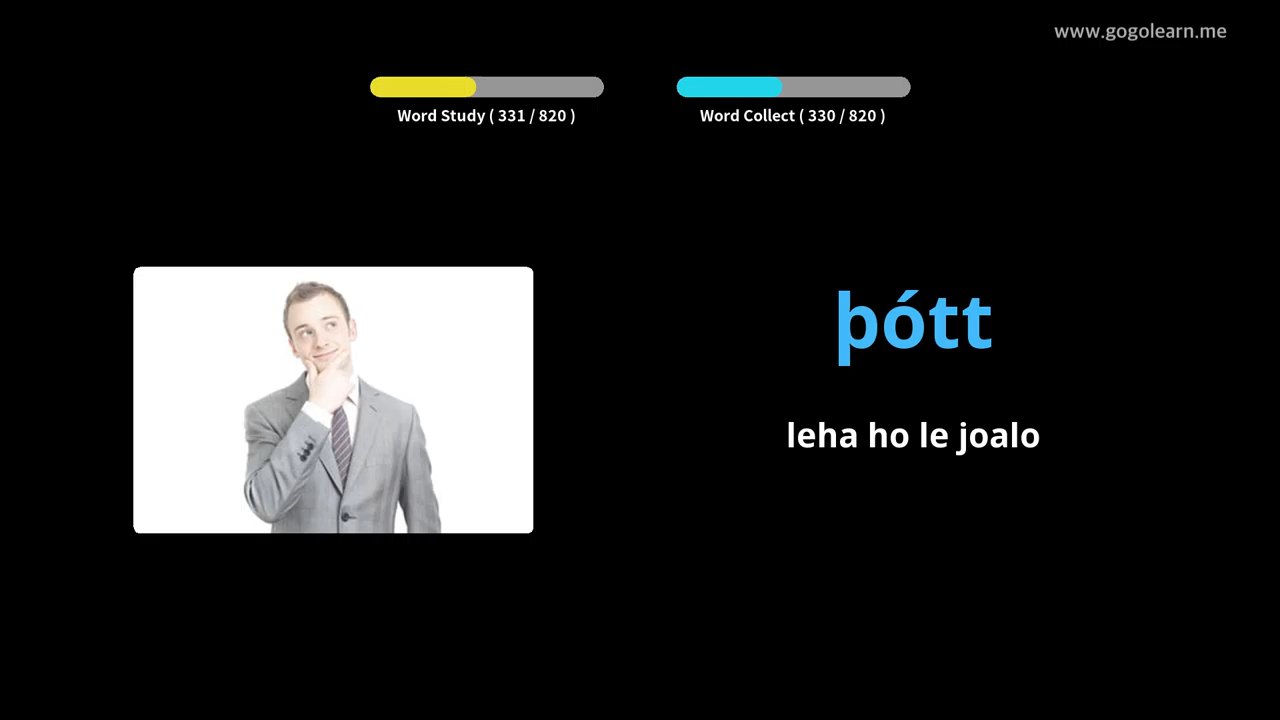 www.gogolearn.me
Word Study ( 331 / 820 )
Word Collect ( 330 / 820 )
þótt
leha ho le joalo